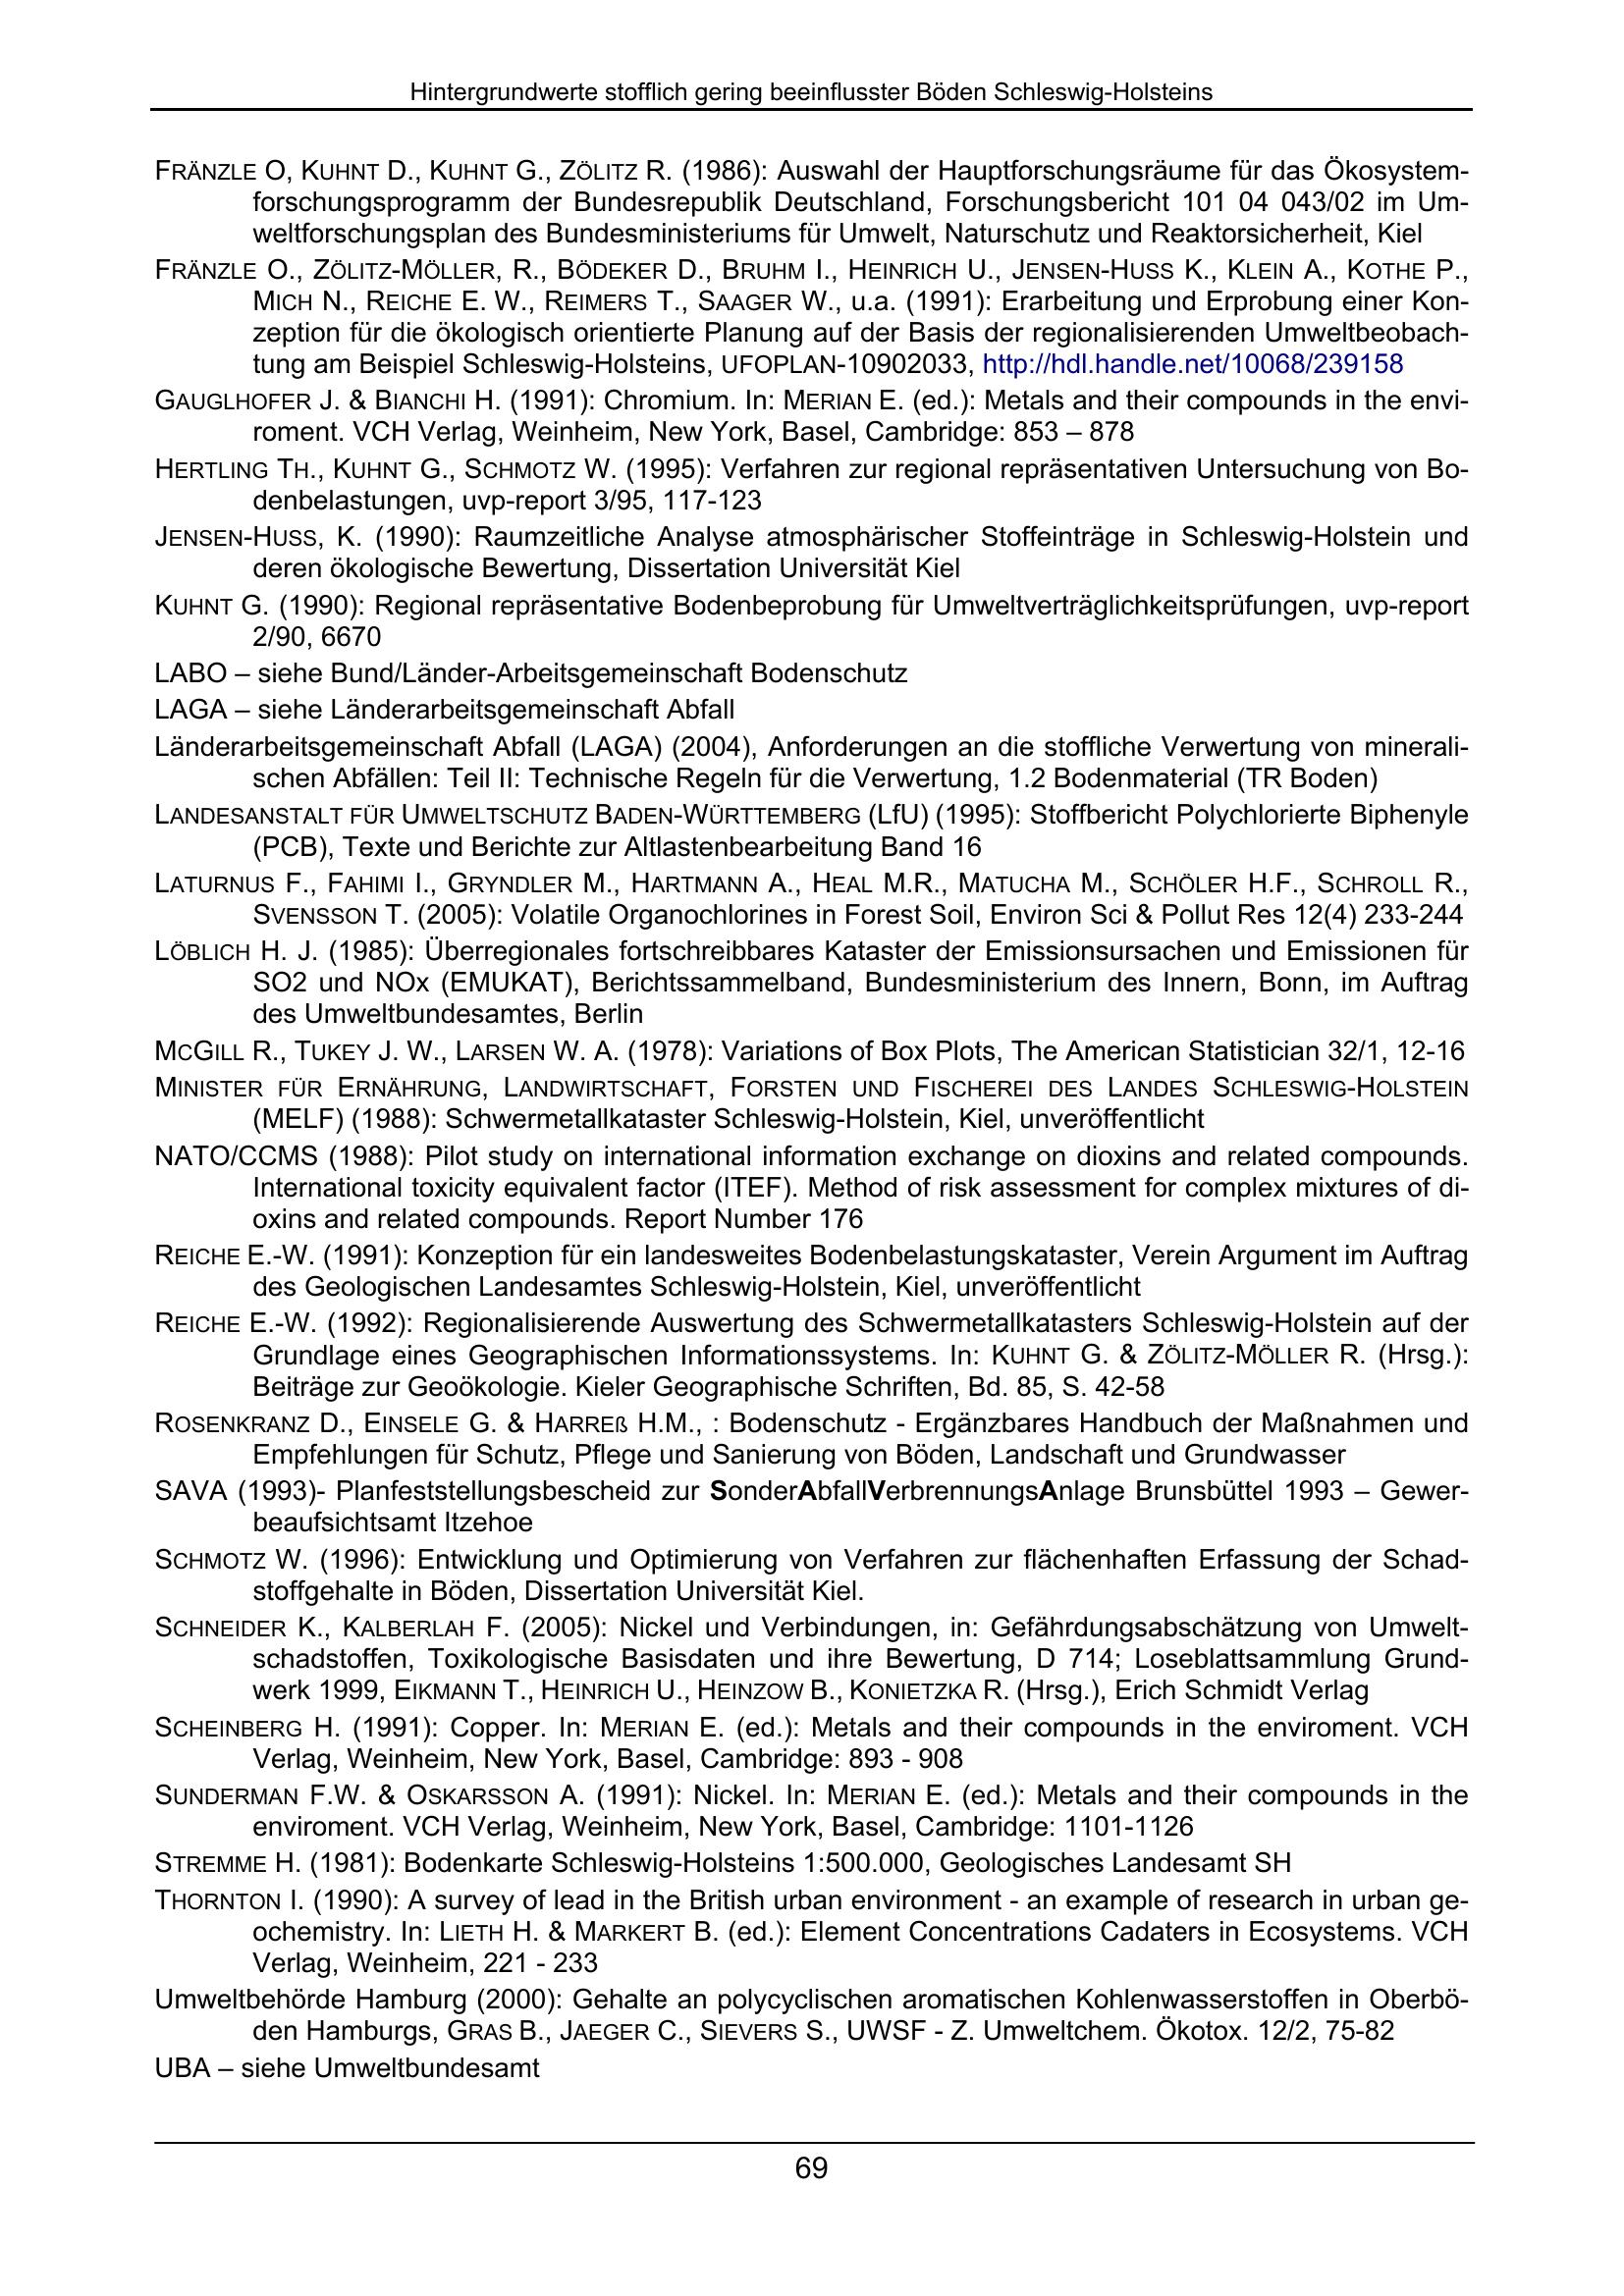 Hintergrundwerte stofflich gering beeinflusster Böden Schleswig-Holsteins
FRÄNZLE O, KUHNT D., KUHNT G., ZÖLITZ R. (1986): Auswahl der Hauptforschungsräume für das Ökosystem-
forschungsprogramm der Bundesrepublik Deutschland, Forschungsbericht 101 04 043/02 im Um-
weltforschungsplan des Bundesministeriums für Umwelt, Naturschutz und Reaktorsicherheit, Kiel
FRÄNZLE O., ZÖLITZ-MÖLLER, R., BÖDEKER D., BRUHM I., HEINRICH U., JENSEN-HUSS K., KLEIN A., KOTHE P.,
MICH N., REICHE E. W., REIMERS T., SAAGER W., u.a. (1991): Erarbeitung und Erprobung einer Kon-
zeption für die ökologisch orientierte Planung auf der Basis der regionalisierenden Umweltbeobach-
tung am Beispiel Schleswig-Holsteins, UFOPLAN-10902033, http://hdl.handle.net/10068/239158
GAUGLHOFER J. & BIANCHI H. (1991): Chromium. In: MERIAN E. (ed.): Metals and their compounds in the envi-
roment. VCH Verlag, Weinheim, New York, Basel, Cambridge: 853 – 878
HERTLING TH., KUHNT G., SCHMOTZ W. (1995): Verfahren zur regional repräsentativen Untersuchung von Bo-
denbelastungen, uvp-report 3/95, 117-123
JENSEN-HUSS, K. (1990): Raumzeitliche Analyse atmosphärischer Stoffeinträge in Schleswig-Holstein und
deren ökologische Bewertung, Dissertation Universität Kiel
KUHNT G. (1990): Regional repräsentative Bodenbeprobung für Umweltverträglichkeitsprüfungen, uvp-report
2/90, 6670
LABO – siehe Bund/Länder-Arbeitsgemeinschaft Bodenschutz
LAGA – siehe Länderarbeitsgemeinschaft Abfall
Länderarbeitsgemeinschaft Abfall (LAGA) (2004), Anforderungen an die stoffliche Verwertung von minerali-
schen Abfällen: Teil II: Technische Regeln für die Verwertung, 1.2 Bodenmaterial (TR Boden)
LANDESANSTALT FÜR UMWELTSCHUTZ BADEN-WÜRTTEMBERG (LfU) (1995): Stoffbericht Polychlorierte Biphenyle
(PCB), Texte und Berichte zur Altlastenbearbeitung Band 16
LATURNUS F., FAHIMI I., GRYNDLER M., HARTMANN A., HEAL M.R., MATUCHA M., SCHÖLER H.F., SCHROLL R.,
SVENSSON T. (2005): Volatile Organochlorines in Forest Soil, Environ Sci & Pollut Res 12(4) 233-244
LÖBLICH H. J. (1985): Überregionales fortschreibbares Kataster der Emissionsursachen und Emissionen für
SO2 und NOx (EMUKAT), Berichtssammelband, Bundesministerium des Innern, Bonn, im Auftrag
des Umweltbundesamtes, Berlin
MCGILL R., TUKEY J. W., LARSEN W. A. (1978): Variations of Box Plots, The American Statistician 32/1, 12-16
MINISTER FÜR ERNÄHRUNG, LANDWIRTSCHAFT, FORSTEN UND FISCHEREI DES LANDES SCHLESWIG-HOLSTEIN
(MELF) (1988): Schwermetallkataster Schleswig-Holstein, Kiel, unveröffentlicht
NATO/CCMS (1988): Pilot study on international information exchange on dioxins and related compounds.
International toxicity equivalent factor (ITEF). Method of risk assessment for complex mixtures of di-
oxins and related compounds. Report Number 176
REICHE E.-W. (1991): Konzeption für ein landesweites Bodenbelastungskataster, Verein Argument im Auftrag
des Geologischen Landesamtes Schleswig-Holstein, Kiel, unveröffentlicht
REICHE E.-W. (1992): Regionalisierende Auswertung des Schwermetallkatasters Schleswig-Holstein auf der
Grundlage eines Geographischen Informationssystems. In: KUHNT G. & ZÖLITZ-MÖLLER R. (Hrsg.):
Beiträge zur Geoökologie. Kieler Geographische Schriften, Bd. 85, S. 42-58
ROSENKRANZ D., EINSELE G. & HARREß H.M., : Bodenschutz - Ergänzbares Handbuch der Maßnahmen und
Empfehlungen für Schutz, Pflege und Sanierung von Böden, Landschaft und Grundwasser
SAVA (1993)- Planfeststellungsbescheid zur SonderAbfallVerbrennungsAnlage Brunsbüttel 1993 – Gewer-
beaufsichtsamt Itzehoe
SCHMOTZ W. (1996): Entwicklung und Optimierung von Verfahren zur flächenhaften Erfassung der Schad-
stoffgehalte in Böden, Dissertation Universität Kiel.
SCHNEIDER K., KALBERLAH F. (2005): Nickel und Verbindungen, in: Gefährdungsabschätzung von Umwelt-
schadstoffen, Toxikologische Basisdaten und ihre Bewertung, D 714; Loseblattsammlung Grund-
werk 1999, EIKMANN T., HEINRICH U., HEINZOW B., KONIETZKA R. (Hrsg.), Erich Schmidt Verlag
SCHEINBERG H. (1991): Copper. In: MERIAN E. (ed.): Metals and their compounds in the enviroment. VCH
Verlag, Weinheim, New York, Basel, Cambridge: 893 - 908
SUNDERMAN F.W. & OSKARSSON A. (1991): Nickel. In: MERIAN E. (ed.): Metals and their compounds in the
enviroment. VCH Verlag, Weinheim, New York, Basel, Cambridge: 1101-1126
STREMME H. (1981): Bodenkarte Schleswig-Holsteins 1:500.000, Geologisches Landesamt SH
THORNTON I. (1990): A survey of lead in the British urban environment - an example of research in urban ge-
ochemistry. In: LIETH H. & MARKERT B. (ed.): Element Concentrations Cadaters in Ecosystems. VCH
Verlag, Weinheim, 221 - 233
Umweltbehörde Hamburg (2000): Gehalte an polycyclischen aromatischen Kohlenwasserstoffen in Oberbö-
den Hamburgs, GRAS B., JAEGER C., SIEVERS S., UWSF - Z. Umweltchem. Ökotox. 12/2, 75-82
UBA – siehe Umweltbundesamt
69